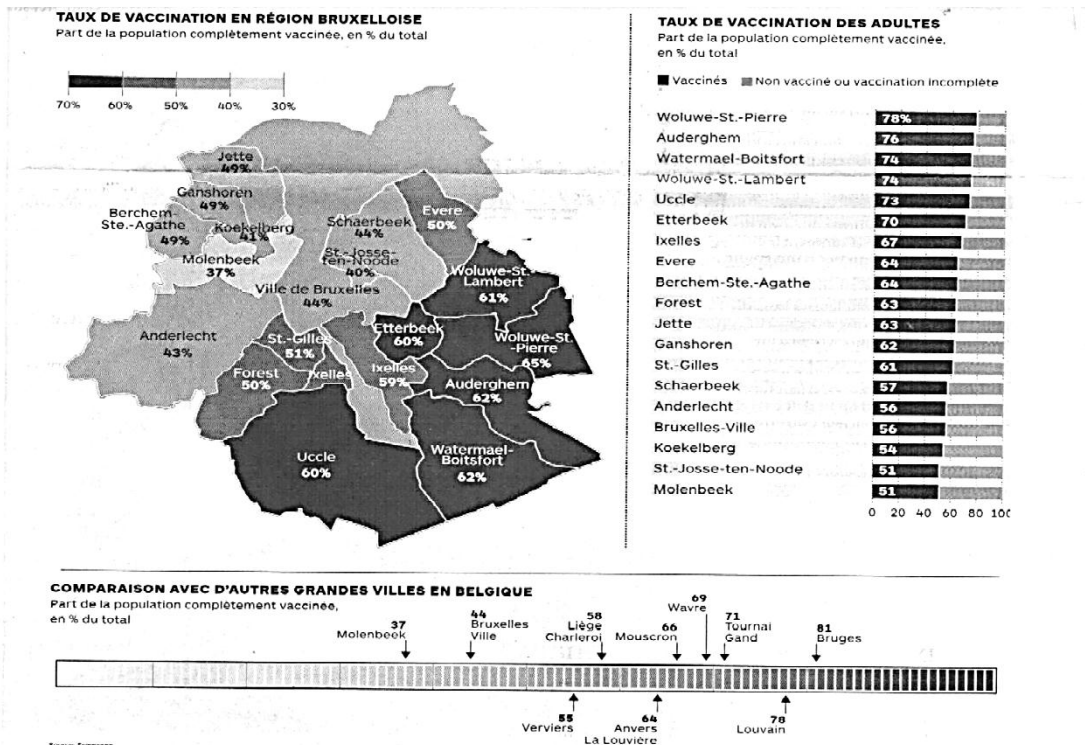 TAUX DE VACCINATION EN RÉGION BRUXELLOISE
Part de la population complètement vaccinée, en % du total
70% 60% 50% 40% 30%
Jette
49%
Ganshoren
49%
Berchem-
Ste.-Agathe
49%
Koekelberg
41%
Molenbeek
37%
Schaerbeek
44%
Evere
50%
St.-Josse-
ten-Noode
40%
Ville de Bruxelles
44%
Woluwe-St.-
Lambert
61%
Etterbeek
60%
Woluwe-St.-
Pierre
65%
Anderlecht
43%
St.-Gilles
51%
Forest
50%
Ixelles
Ixelles
59%
Auderghem
62%
Uccle
60%
Watermael-
Boitsfort
62%
TAUX DE VACCINATION DES ADULTES
Part de la population complètement vaccinée,
en % du total
Vaccinés Non vacciné ou vaccination incomplète
Woluwe-St.-Pierre 78%
Auderghem 76
Watermael-Boitsfort 74
Woluwe-St.-Lambert 74
Uccle 73
Etterbeek 70
Ixelles 67
Evere 64
Berchem-Ste.-Agathe 64
Forest 63
Jette 63
Ganshoren 62
St.-Gilles 61
Schaerbeek 57
Anderlecht 56
Bruxelles-Ville 56
Koekelberg 54
St.-Josse-ten-Noode 51
Molenbeek 51
0 20 40 60 80 100
COMPARAISON AVEC D'AUTRES GRANDES VILLES EN BELGIQUE
Part de la population complètement vaccinée,
en % du total
37
Molenbeek
44
Bruxelles
Ville
58
Liège
Charleroi
66
Mouscron
69
Wavre
71
Tournai
Gand
81
Bruges
55
Verviers
64
Anvers
La Louvière
78
Louvain